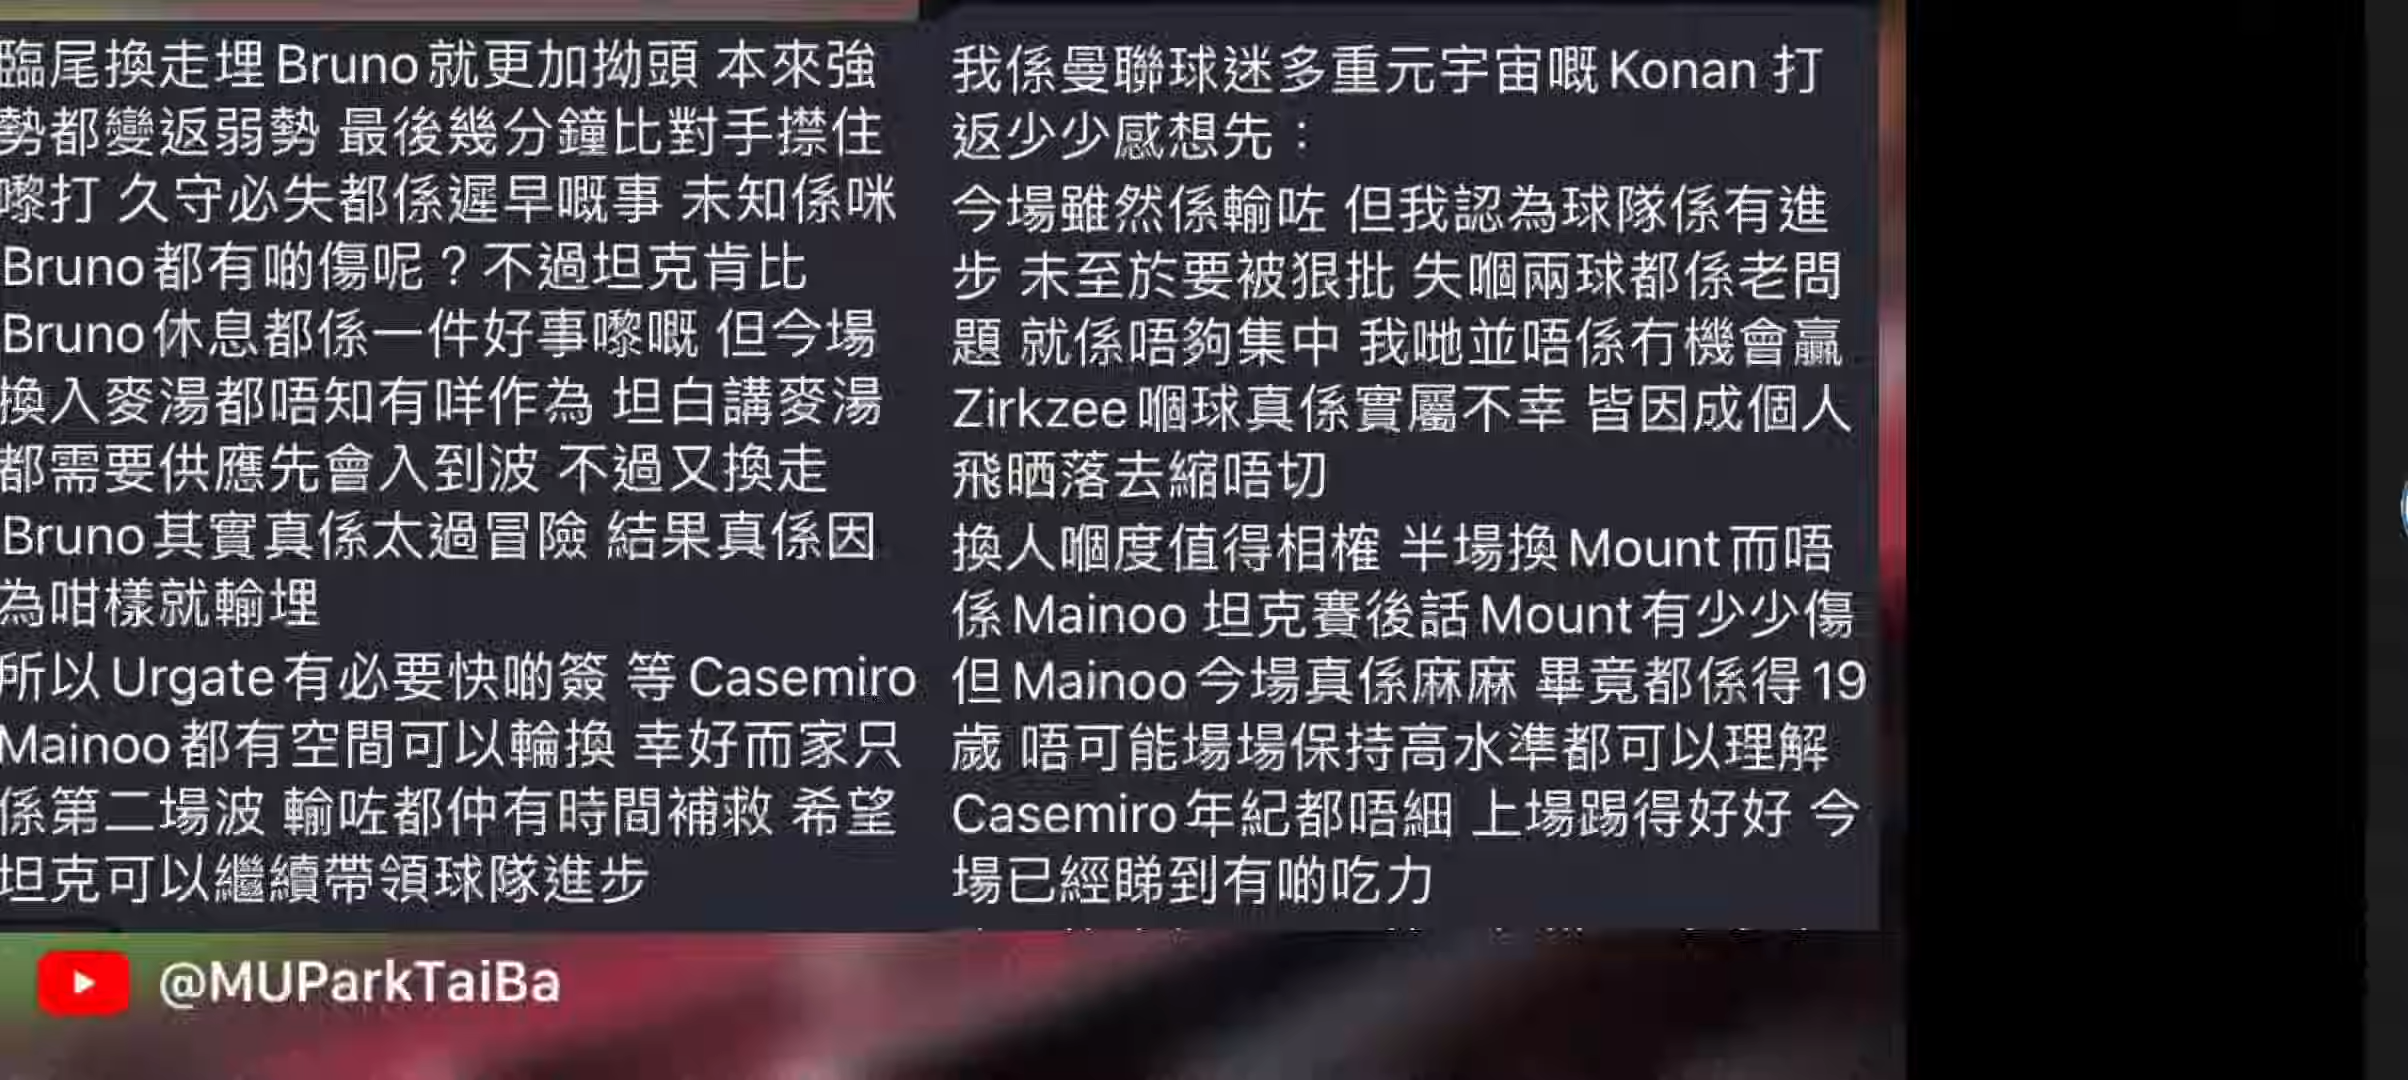 臨尾換走埋Bruno就更加拗頭 本來強
勢都變返弱勢 最後幾分鐘比對手㩒住
嚟打 久守必失都係遲早嘅事 未知係咪
Bruno都有啲傷呢？不過坦克肯比
Bruno休息都係一件好事嚟嘅 但今場
換入麥湯都唔知有咩作為 坦白講麥湯
都需要供應先會入到波 不過又換走
Bruno其實真係太過冒險 結果真係因
為咁樣就輸埋
所以Urgate有必要快啲簽 等Casemiro
Mainoo都有空間可以輪換 幸好而家只
係第二場波 輸咗都仲有時間補救 希望
坦克可以繼續帶領球隊進步
我係曼聯球迷多重元宇宙嘅Konan 打
返少少感想先：
今場雖然係輸咗 但我認為球隊係有進
步 未至於要被狠批 失嗰兩球都係老問
題 就係唔夠集中 我哋並唔係冇機會贏
Zirkzee嗰球真係實屬不幸 皆因成個人
飛晒落去縮唔切
換人嗰度值得相榷 半場換Mount而唔
係Mainoo 坦克賽後話Mount有少少傷
但Mainoo今場真係麻麻 畢竟都係得19
歲 唔可能場場保持高水準都可以理解
Casemiro年紀都唔細 上場踢得好好 今
場已經睇到有啲吃力
@MUParkTaiBa